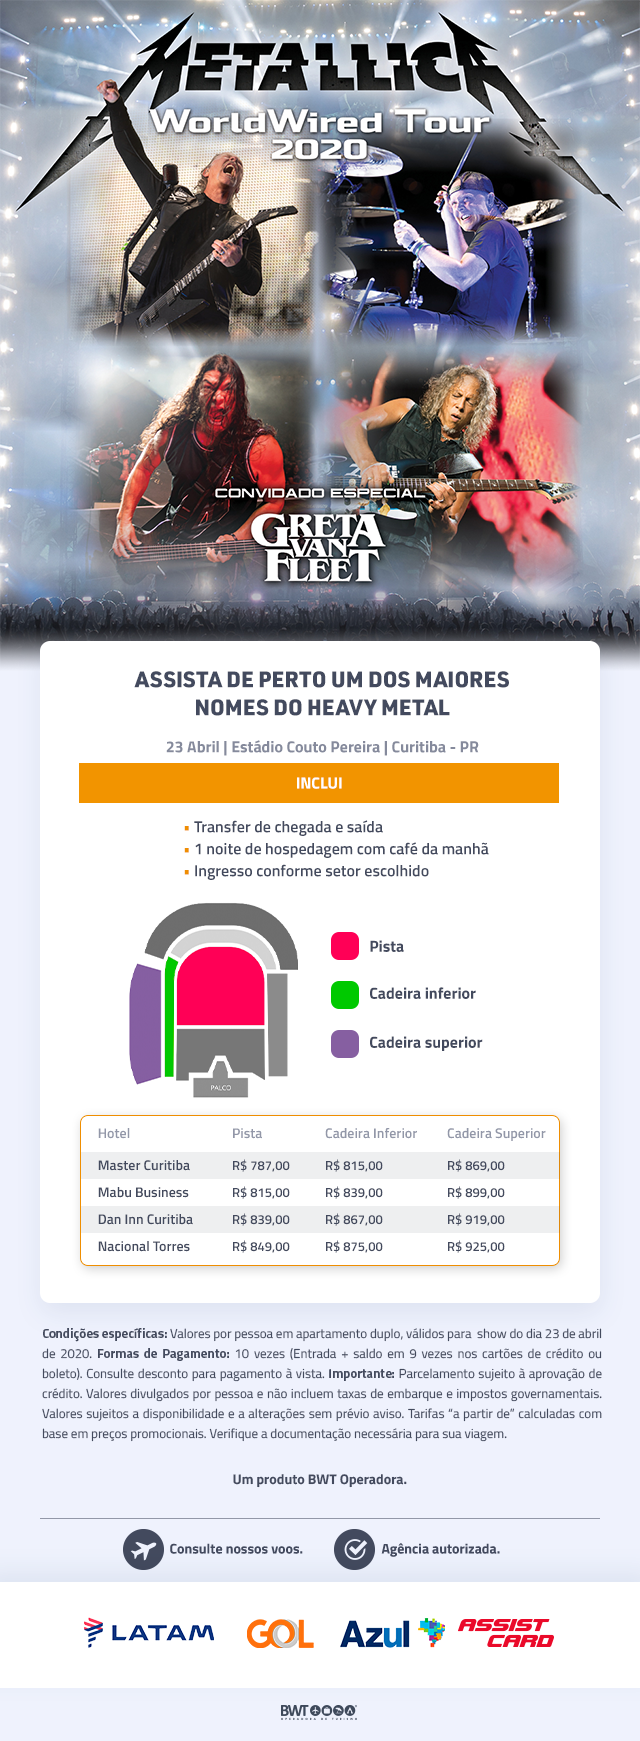 METALLICA
WorldWired Tour
2020
CONVIDADO ESPECIAL
GRETA
VAN
FLEET
ASSISTA DE PERTO UM DOS MAIORES
NOMES DO HEAVY METAL
23 Abril | Estádio Couto Pereira | Curitiba - PR
INCLUI
▪ Transfer de chegada e saída
▪ 1 noite de hospedagem com café da manhã
▪ Ingresso conforme setor escolhido
Pista
Cadeira inferior
Cadeira superior
PALCO
Hotel Pista Cadeira Inferior Cadeira Superior
Master Curitiba R$ 787,00 R$ 815,00 R$ 869,00
Mabu Business R$ 815,00 R$ 839,00 R$ 899,00
Dan Inn Curitiba R$ 839,00 R$ 867,00 R$ 919,00
Nacional Torres R$ 849,00 R$ 875,00 R$ 925,00
Condições específicas: Valores por pessoa em apartamento duplo, válidos para show do dia 23 de abril
de 2020. Formas de Pagamento: 10 vezes (Entrada + saldo em 9 vezes nos cartões de crédito ou
boleto). Consulte desconto para pagamento à vista. Importante: Parcelamento sujeito à aprovação de
crédito. Valores divulgados por pessoa e não incluem taxas de embarque e impostos governamentais.
Valores sujeitos a disponibilidade e a alterações sem prévio aviso. Tarifas “a partir de” calculadas com
base em preços promocionais. Verifique a documentação necessária para sua viagem.
Um produto BWT Operadora.
Consulte nossos voos. Agência autorizada.
LATAM GOL Azul ASSIST
CARD
BWT